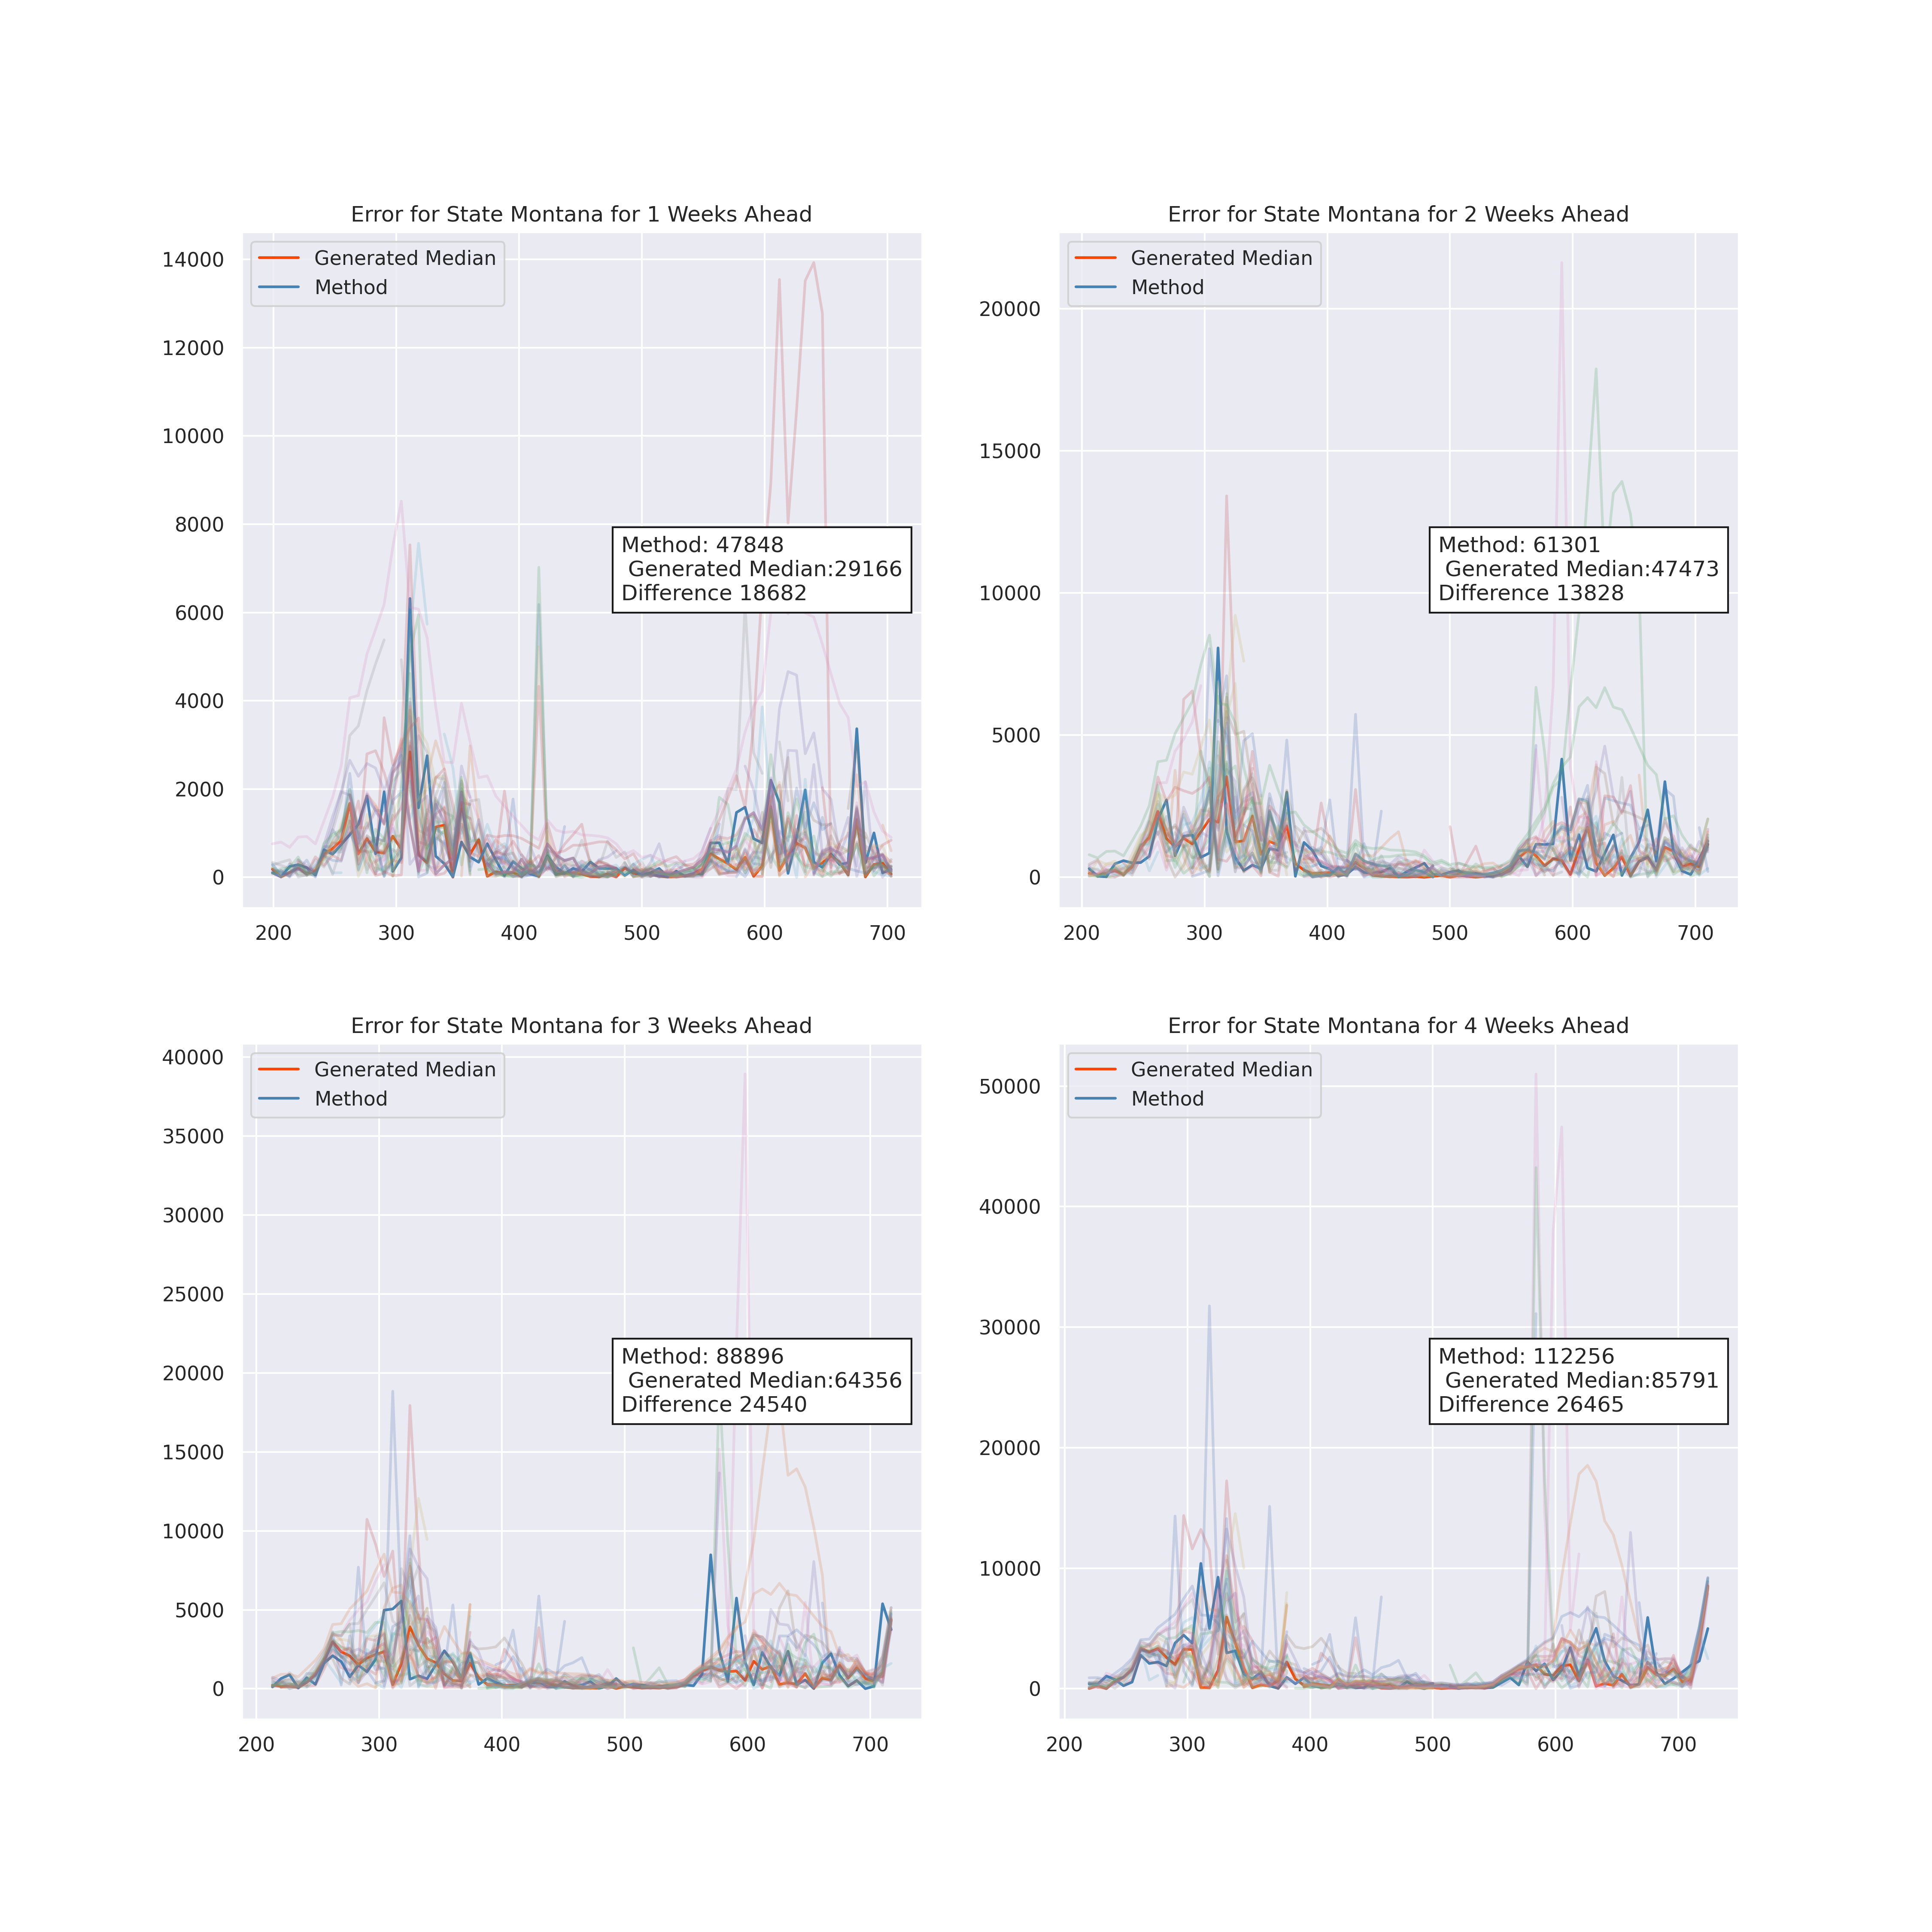 Error for State Montana for 1 Weeks Ahead
Generated Median
Method
14000
12000
10000
8000
6000
4000
2000
0
Method: 47848
Generated Median:29166
Difference 18682
200 300 400 500 600 700
Error for State Montana for 2 Weeks Ahead
Generated Median
Method
20000
15000
10000
5000
0
Method: 61301
Generated Median:47473
Difference 13828
200 300 400 500 600 700
Error for State Montana for 3 Weeks Ahead
Generated Median
Method
40000
35000
30000
25000
20000
15000
10000
5000
0
Method: 88896
Generated Median:64356
Difference 24540
200 300 400 500 600 700
Error for State Montana for 4 Weeks Ahead
Generated Median
Method
50000
40000
30000
20000
10000
0
Method: 112256
Generated Median:85791
Difference 26465
200 300 400 500 600 700